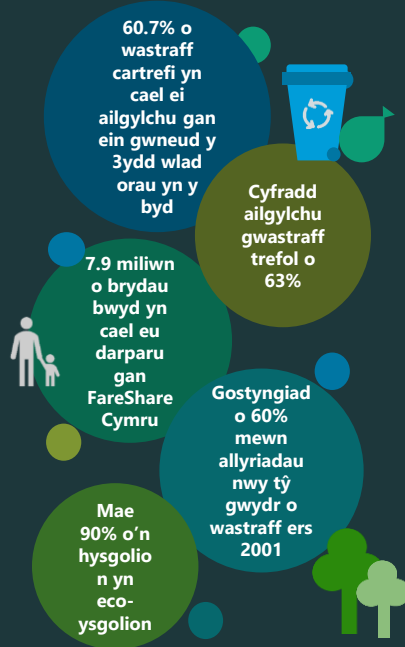 60.7% o
wastraff
cartrefi yn
cael ei
ailgylchu gan
ein gwneud y
3ydd wlad
orau yn y
byd
Cyfradd
ailgylchu
gwastraff
trefol o
63%
7.9 miliwn
o brydau
bwyd yn
cael eu
darparu
gan
FareShare
Cymru
Gostyngiad
o 60%
mewn
allyriadau
nwy tŷ
gwydr o
wastraff ers
2001
Mae
90% o’n
hysgolio
n yn
eco-
ysgolion